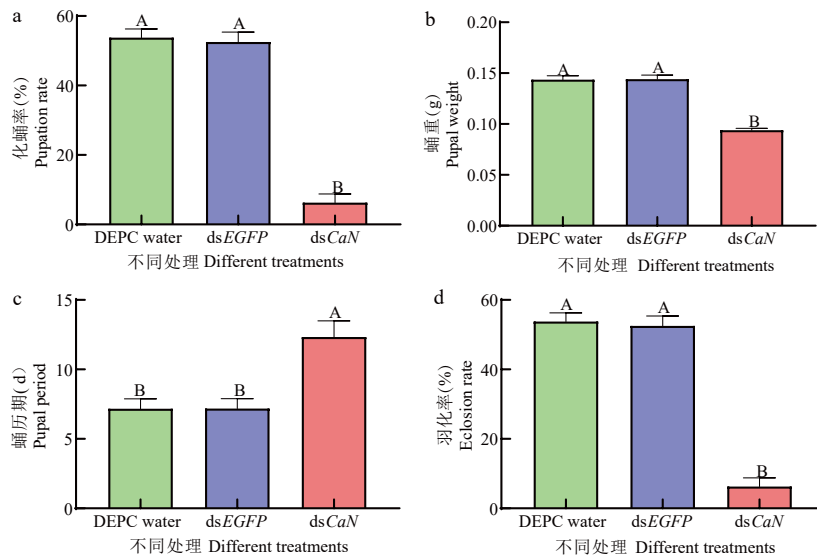 a
化蛹率(%)
Pupation rate
60
40
20
0
A
A
B
DEPC water
dsEGFP
dsCaN
不同处理 Different treatments
b
蛹重(g)
Pupal weight
0.20
0.15
0.10
0.05
0.00
A
A
B
DEPC water
dsEGFP
dsCaN
不同处理 Different treatments
c
蛹历期(d)
Pupal period
15
10
5
0
B
B
A
DEPC water
dsEGFP
dsCaN
不同处理 Different treatments
d
羽化率(%)
Eclosion rate
60
40
20
0
A
A
B
DEPC water
dsEGFP
dsCaN
不同处理 Different treatments